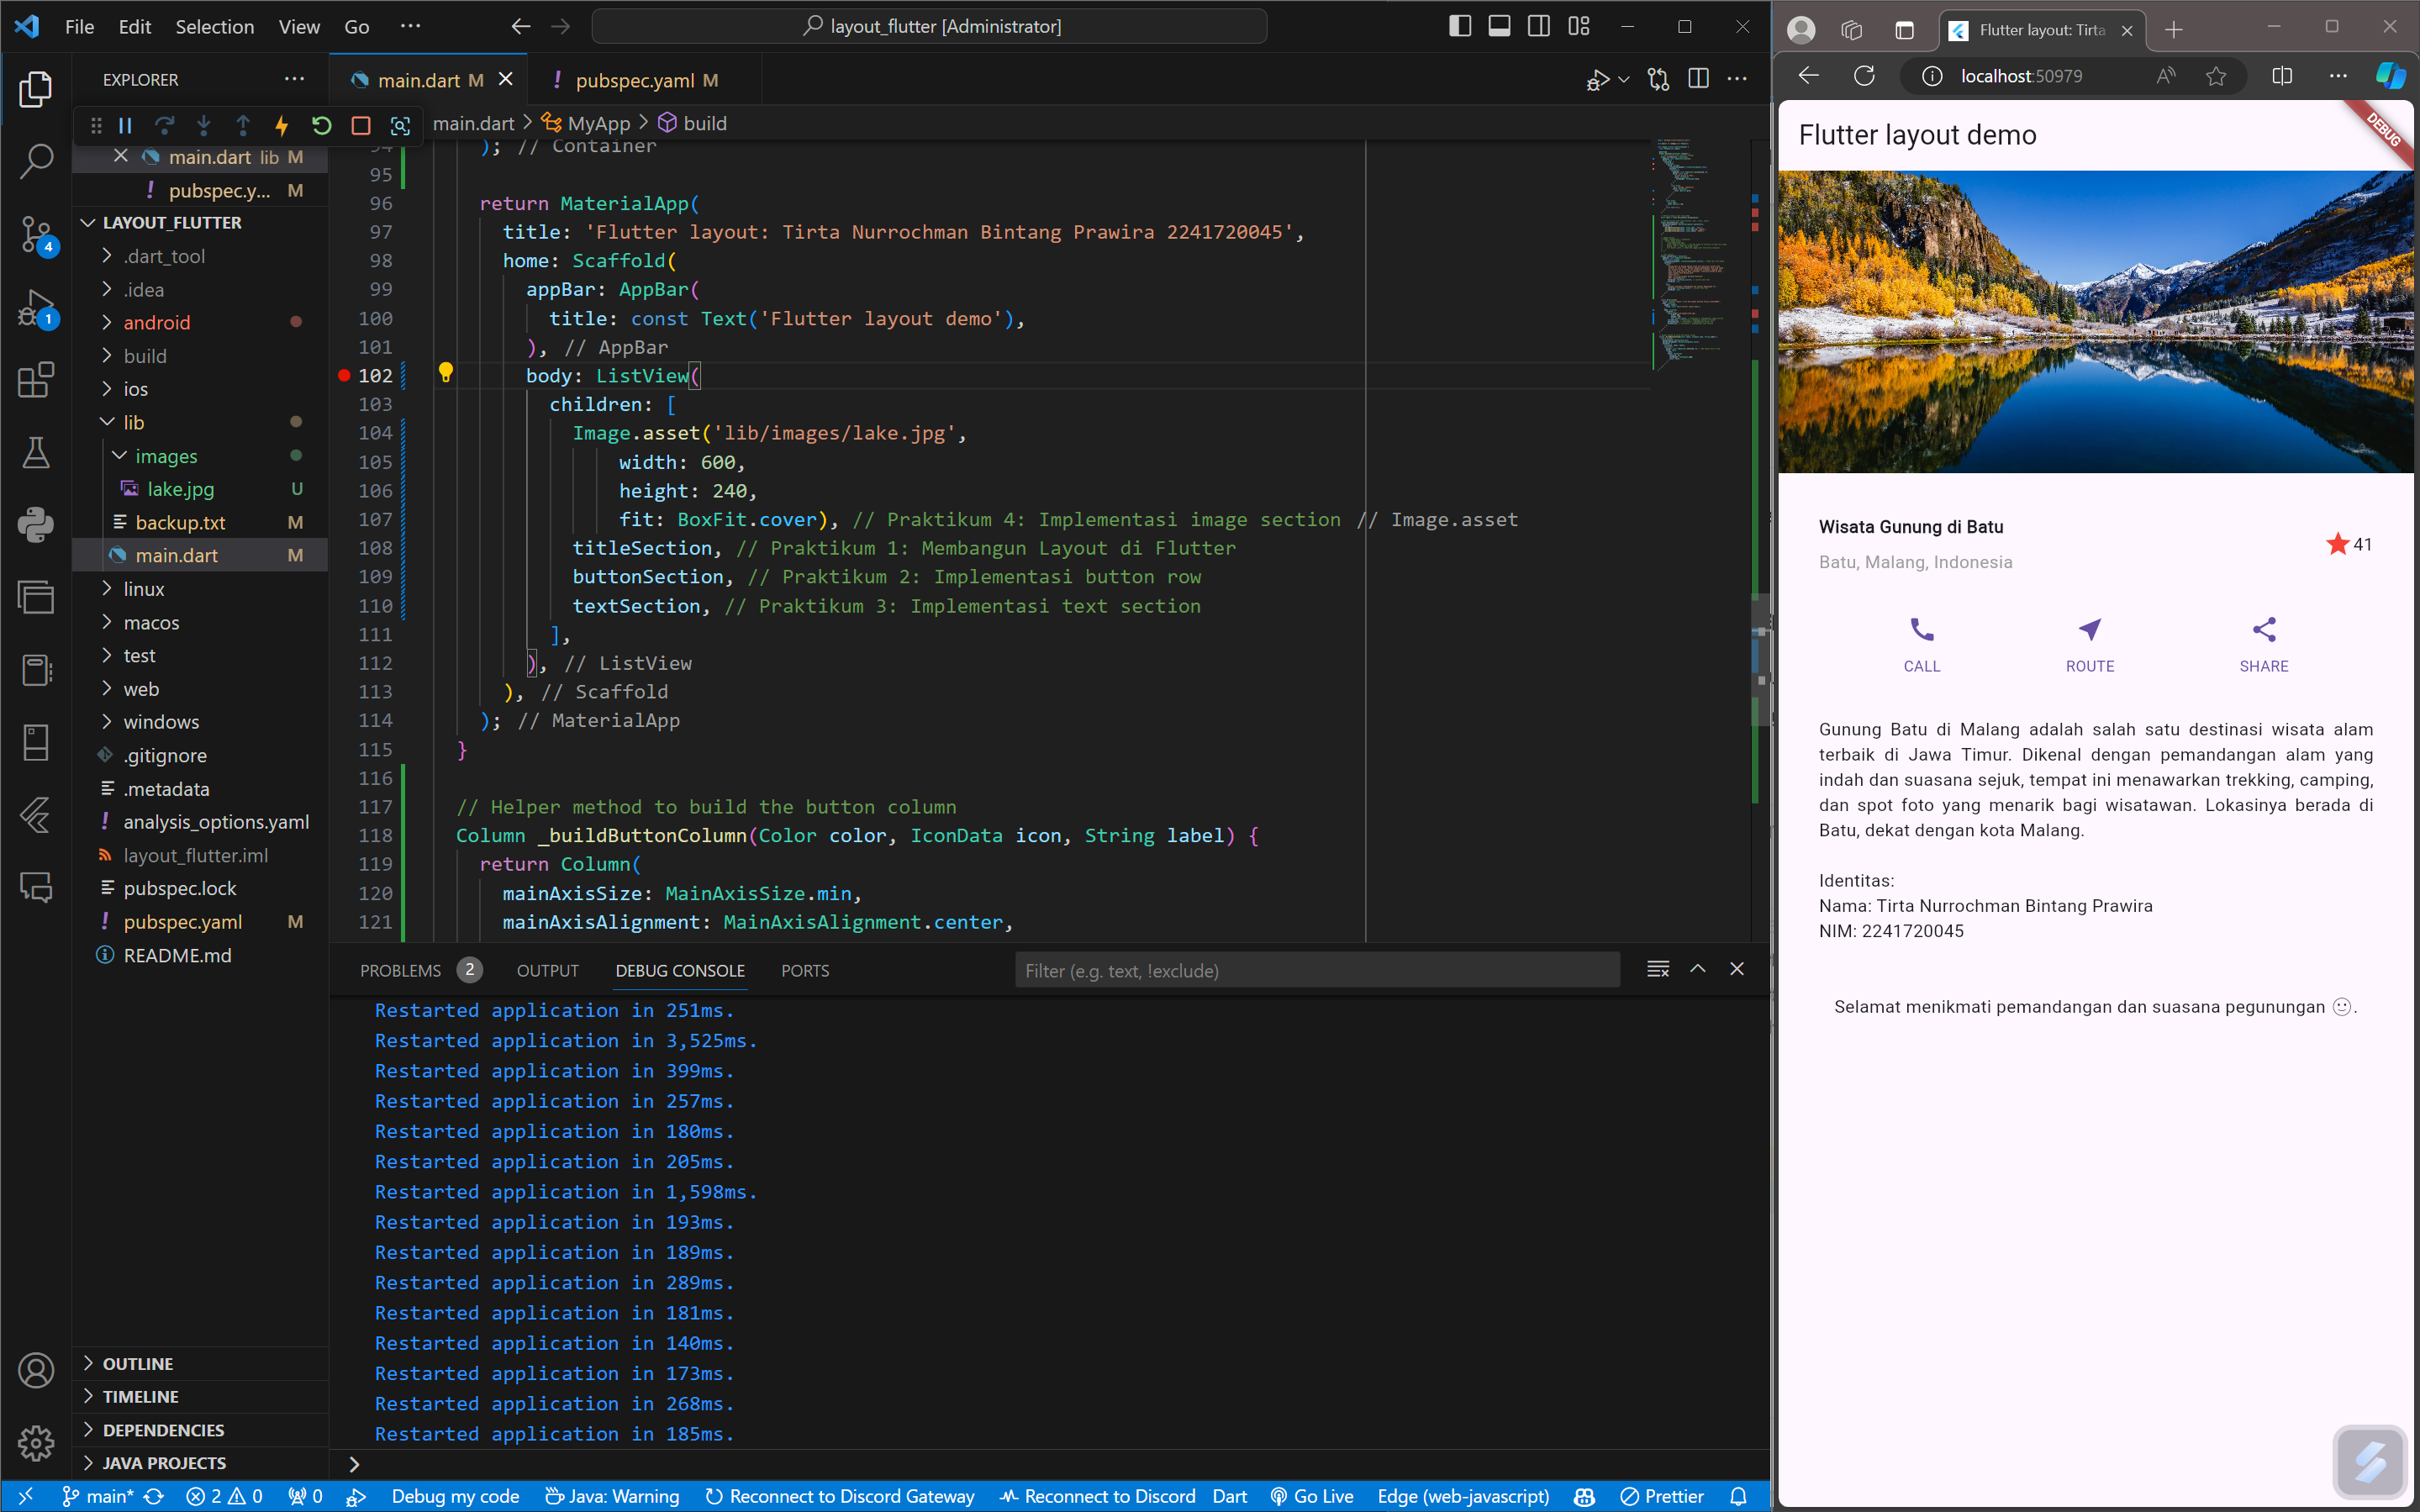 File Edit Selection View Go ...
layout_flutter [Administrator]
EXPLORER
main.dart lib M
pubspec.y... M
LAYOUT_FLUTTER
.dart_tool
.idea
android
build
ios
lib
images
lake.jpg U
backup.txt M
main.dart M
linux
macos
test
web
windows
.gitignore
.metadata
analysis_options.yaml
layout_flutter.iml
pubspec.lock
pubspec.yaml M
README.md
OUTLINE
TIMELINE
DEPENDENCIES
JAVA PROJECTS
4
1
main.dart M
pubspec.yaml M
main.dart > MyApp > build
94 ); // Container
95
96 return MaterialApp(
97 title: 'Flutter layout: Tirta Nurrochman Bintang Prawira 2241720045',
98 home: Scaffold(
99 appBar: AppBar(
100 title: const Text('Flutter layout demo'),
101 ), // AppBar
102 body: ListView(
103 children: [
104 Image.asset('lib/images/lake.jpg',
105 width: 600,
106 height: 240,
107 fit: BoxFit.cover), // Praktikum 4: Implementasi image section // Image.asset
108 titleSection, // Praktikum 1: Membangun Layout di Flutter
109 buttonSection, // Praktikum 2: Implementasi button row
110 textSection, // Praktikum 3: Implementasi text section
111 ],
112 ), // ListView
113 ), // Scaffold
114 ); // MaterialApp
115 }
116
117 // Helper method to build the button column
118 Column _buildButtonColumn(Color color, IconData icon, String label) {
119 return Column(
120 mainAxisSize: MainAxisSize.min,
121 mainAxisAlignment: MainAxisAlignment.center,
PROBLEMS 2 OUTPUT DEBUG CONSOLE PORTS
Filter (e.g. text, !exclude)
Restarted application in 251ms.
Restarted application in 3,525ms.
Restarted application in 399ms.
Restarted application in 257ms.
Restarted application in 180ms.
Restarted application in 205ms.
Restarted application in 1,598ms.
Restarted application in 193ms.
Restarted application in 189ms.
Restarted application in 289ms.
Restarted application in 181ms.
Restarted application in 140ms.
Restarted application in 173ms.
Restarted application in 268ms.
Restarted application in 185ms.
main* 2 0 0 Debug my code Java: Warning Reconnect to Discord Gateway Reconnect to Discord Dart Go Live Edge (web-javascript) Prettier
Flutter layout: Tirta
localhost:50979
Flutter layout demo
DEBUG
Wisata Gunung di Batu
Batu, Malang, Indonesia
41
CALL ROUTE SHARE
Gunung Batu di Malang adalah salah satu destinasi wisata alam
terbaik di Jawa Timur. Dikenal dengan pemandangan alam yang
indah dan suasana sejuk, tempat ini menawarkan trekking, camping,
dan spot foto yang menarik bagi wisatawan. Lokasinya berada di
Batu, dekat dengan kota Malang.
Identitas:
Nama: Tirta Nurrochman Bintang Prawira
NIM: 2241720045
Selamat menikmati pemandangan dan suasana pegunungan 🙂.